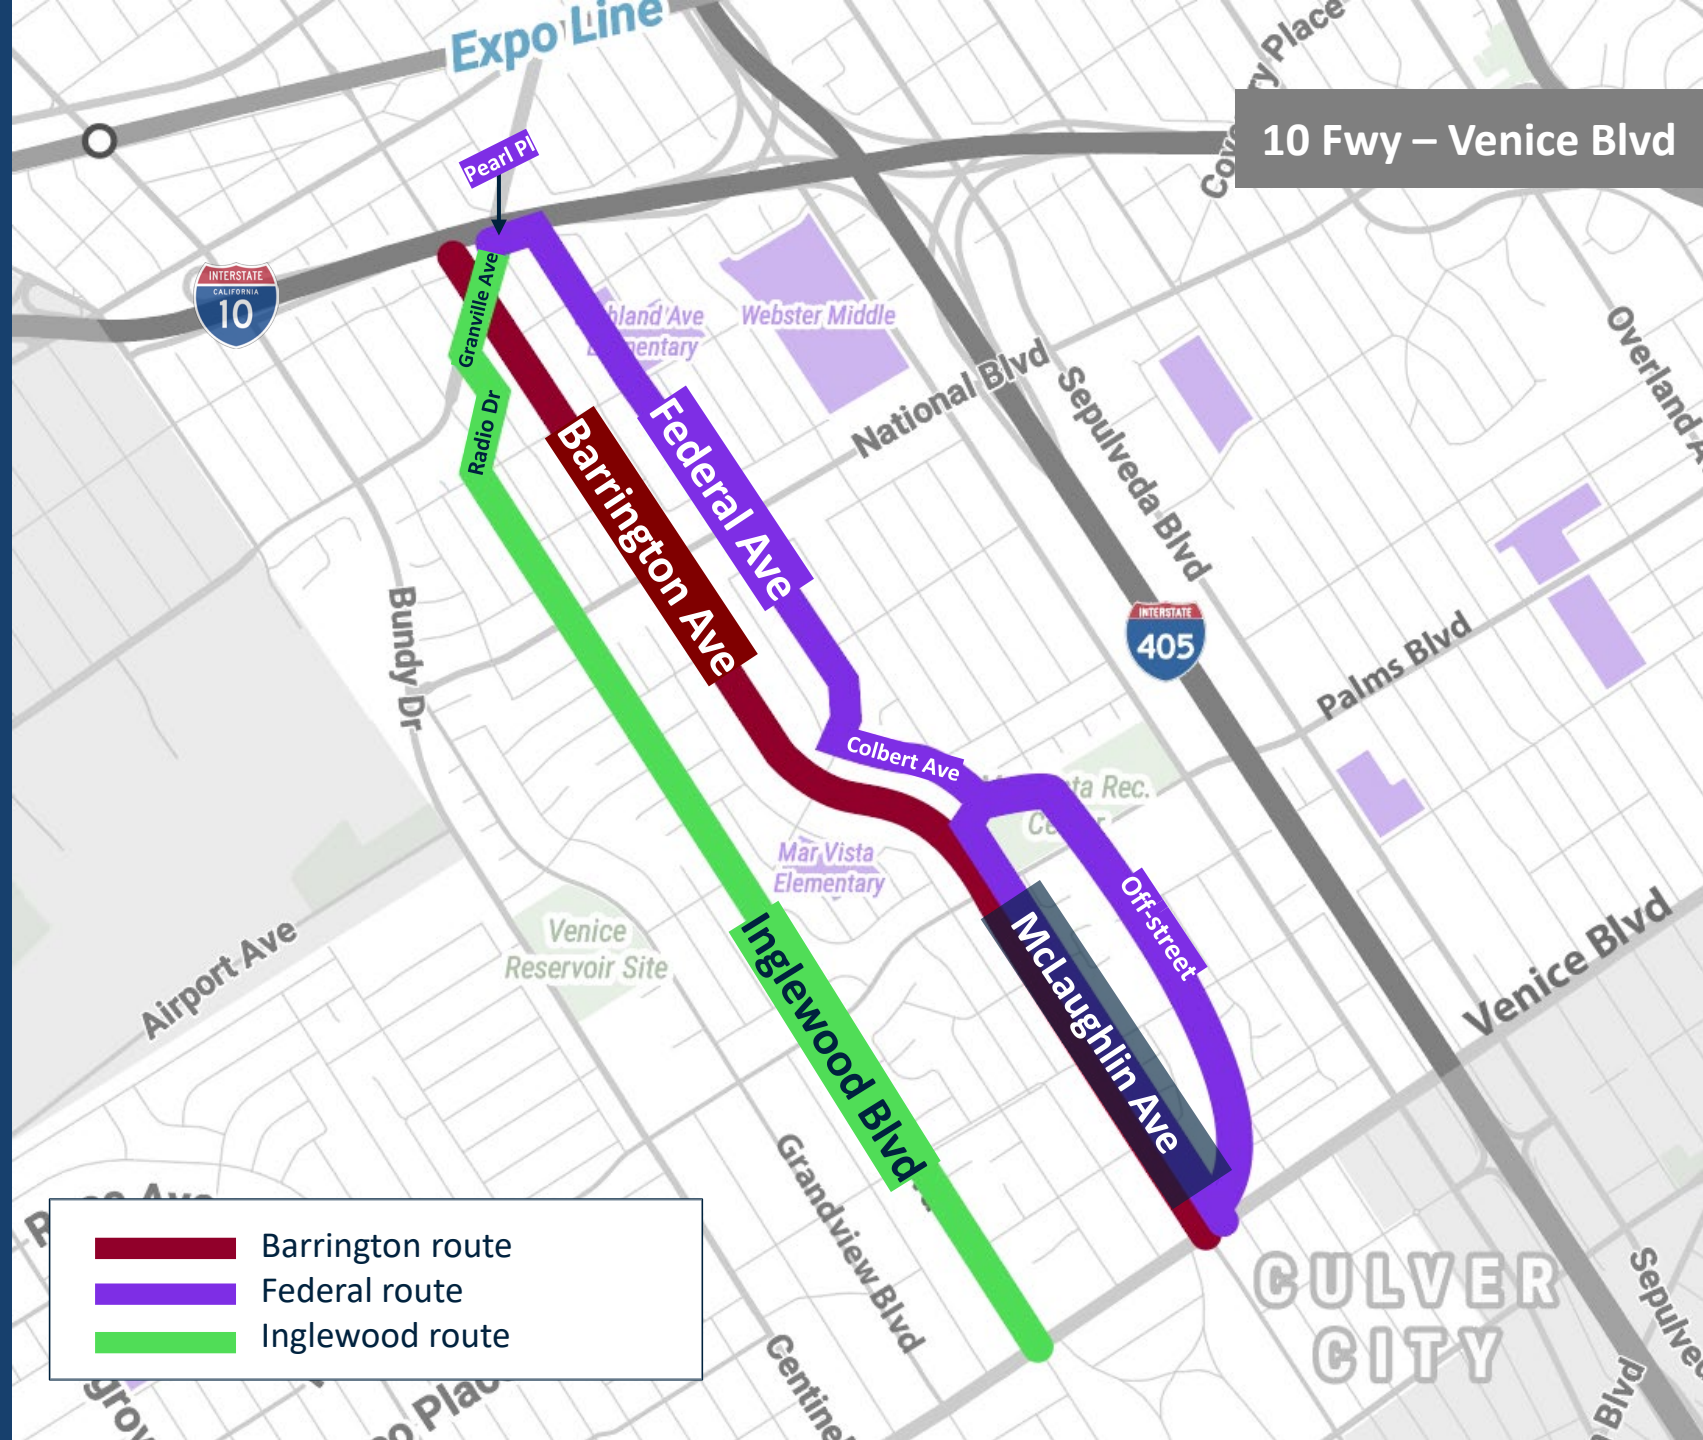 Expo Line
10 Fwy – Venice Blvd
Place
Pearl Pl
INTERSTATE
CALIFORNIA
10
Granville Ave
Radio Dr
Webster Middle
National Blvd
Sepulveda Blvd
Barrington Ave
Federal Ave
Bundy Dr
INTERSTATE
405
Palms Blvd
Colbert Ave
Rec.
Mar Vista
Elementary
Off-street
McLaughlin Ave
Venice
Reservoir Site
Airport Ave
Inglewood Blvd
Venice Blvd
Grandview Blvd
CULVER
CITY
Blvd
Barrington route
Federal route
Inglewood route